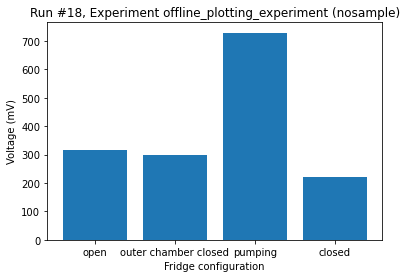 Run #18, Experiment offline_plotting_experiment (nosample)
700
600
500
400
300
200
100
0
Voltage (mV)
open outer chamber closed pumping closed
Fridge configuration